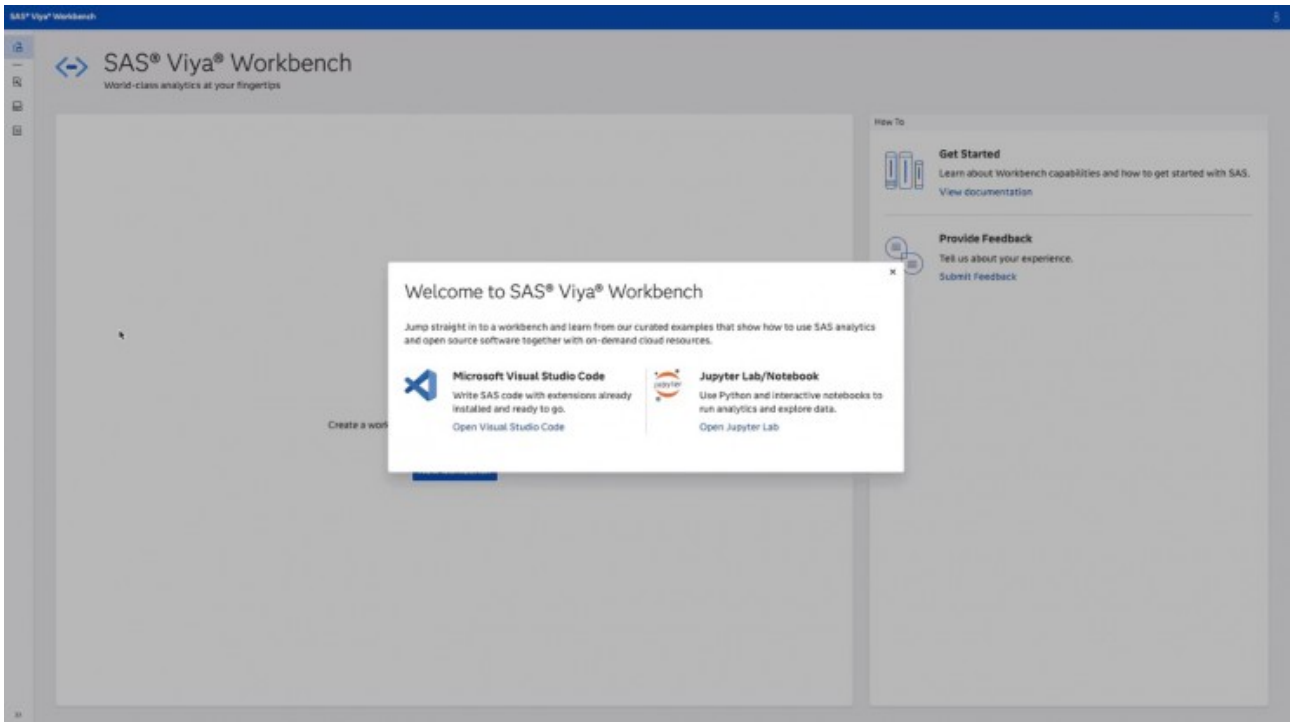 SAS® Viya® Workbench
SAS® Viya® Workbench
World-class analytics at your fingertips
How To
Get Started
Learn about Workbench capabilities and how to get started with SAS.
View documentation
Provide Feedback
Tell us about your experience.
Submit Feedback
Welcome to SAS® Viya® Workbench
Jump straight in to a workbench and learn from our curated examples that show how to use SAS analytics
and open source software together with on-demand cloud resources.
Microsoft Visual Studio Code
Write SAS code with extensions already
installed and ready to go.
Open Visual Studio Code
jupyter
Jupyter Lab/Notebook
Use Python and interactive notebooks to
run analytics and explore data.
Open Jupyter Lab
Create a